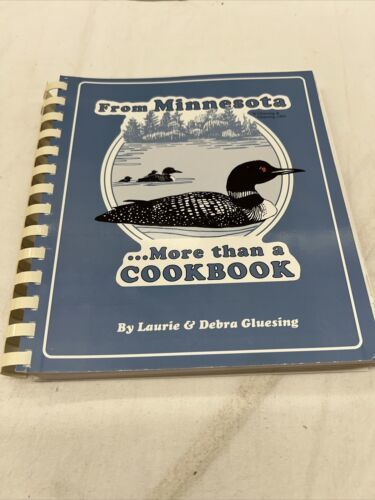 From Minnesota
...More than a
COOKBOOK
By Laurie & Debra Gluesing